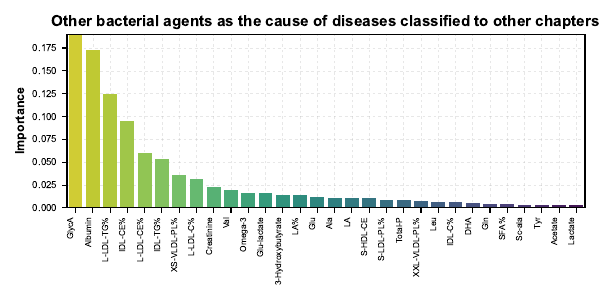 Other bacterial agents as the cause of diseases classified to other chapters
Importance
0.175
0.150
0.125
0.100
0.075
0.050
0.025
0.000
GlycA
Albumin
L-LDL-TG%
IDL-CE%
L-LDL-CE%
IDL-TG%
XS-VLDL-PL%
L-LDL-C%
Creatinine
Val
Omega-3
Glu-lactate
3-Hydroxybutyrate
LA%
Glu
Ala
LA
S-HDL-CE
S-LDL-PL%
Total-P
XXL-VLDL-PL%
Leu
IDL-C%
DHA
Gln
SFA%
Sc-ala
Tyr
Acetate
Lactate